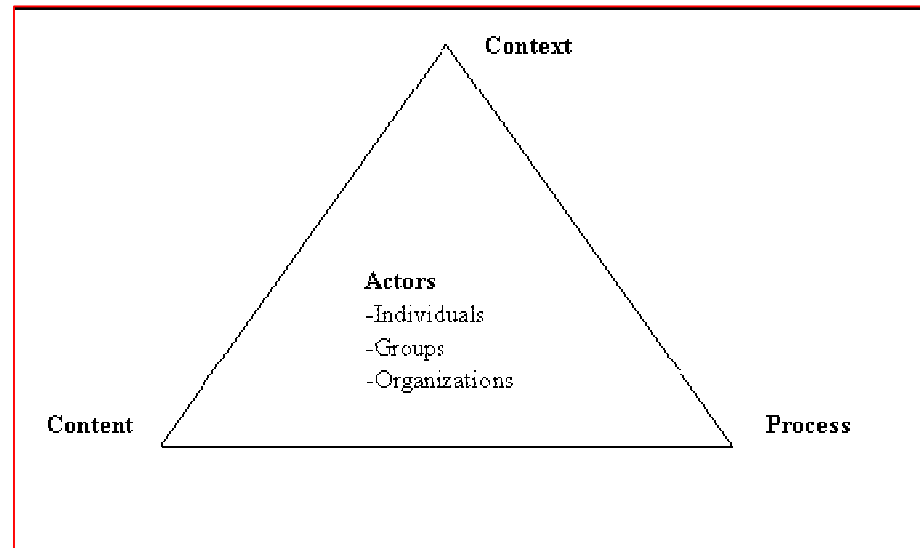 Context
Actors
-Individuals
-Groups
-Organizations
Content
Process